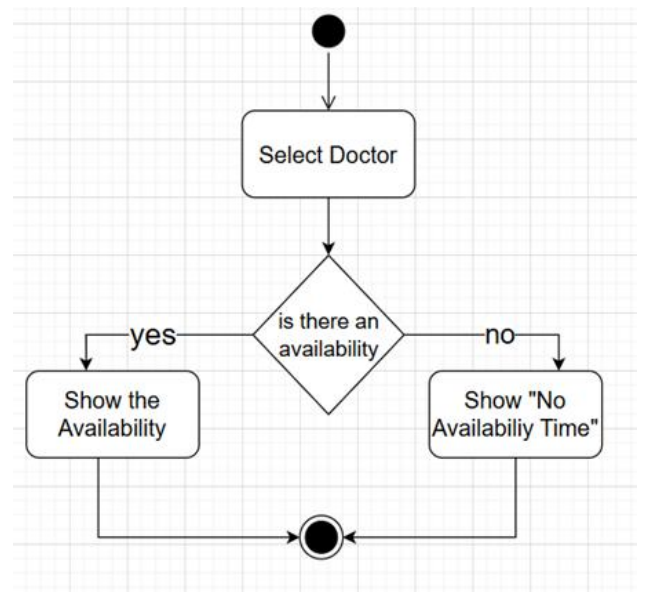 Select Doctor
is there an
availability
yes
no
Show the
Availability
Show "No
Availabiliy Time"